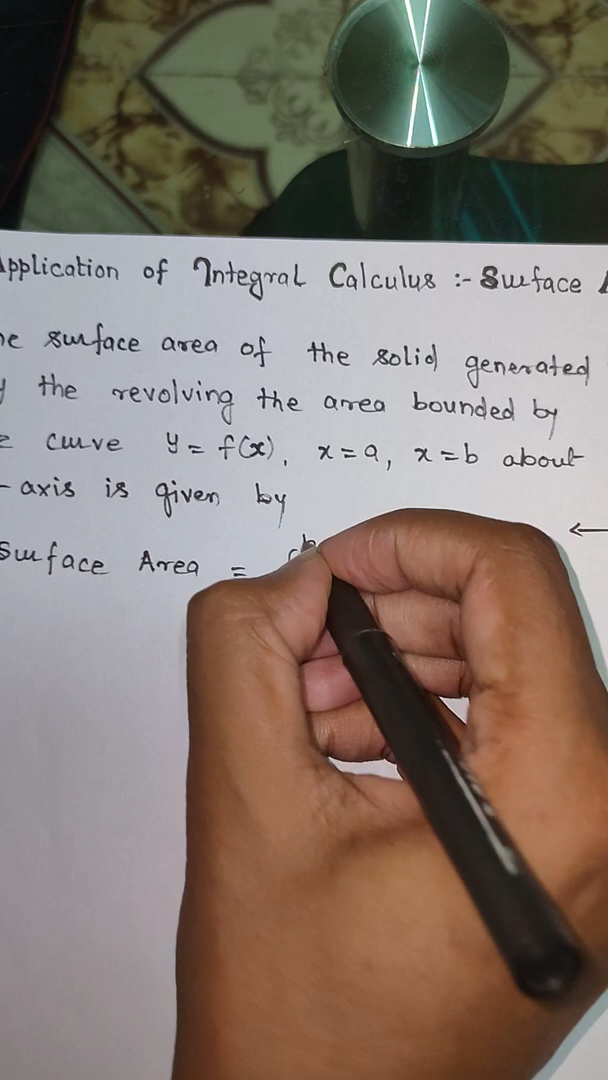 Application of Integral Calculus :- Surface
surface area of the solid generated
the revolving the area bounded by
curve y = f(x), x = a, x = b about
- axis is given by
Surface Area =